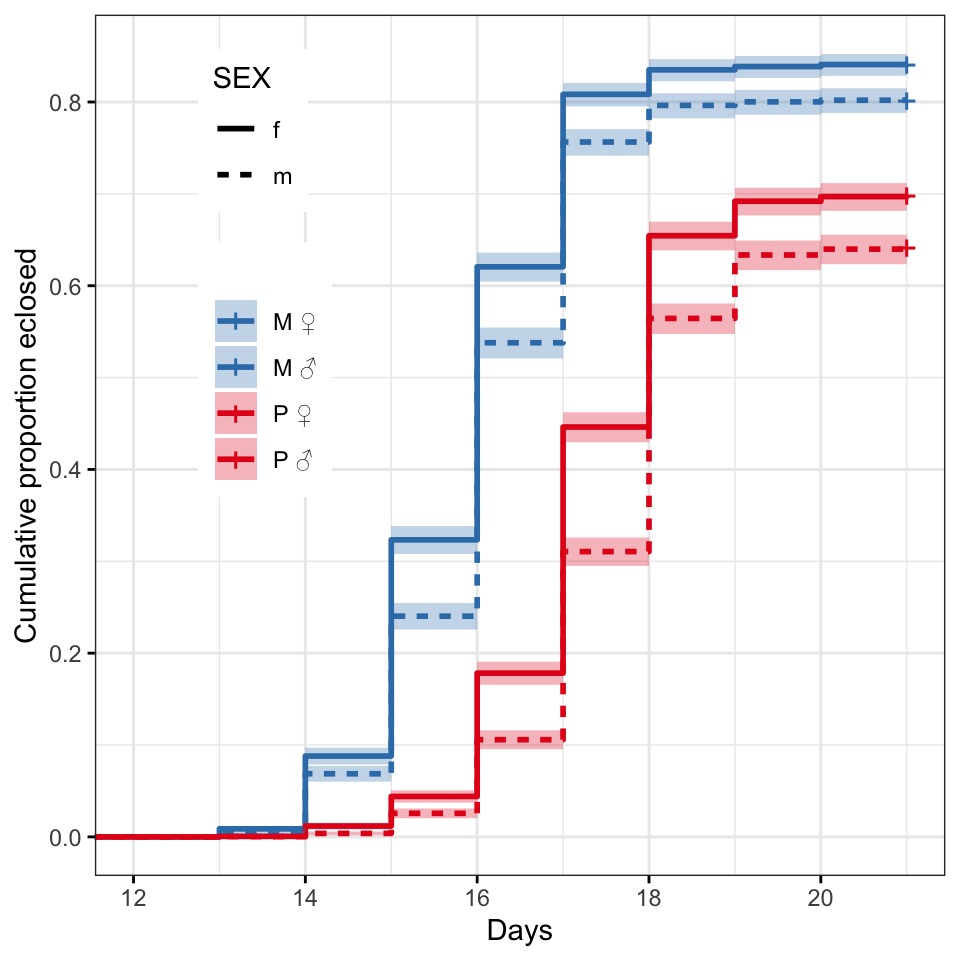 SEX
f
m
M ♀
M ♂
P ♀
P ♂
Cumulative proportion eclosed
0.8
0.6
0.4
0.2
0.0
12 14 16 18 20
Days